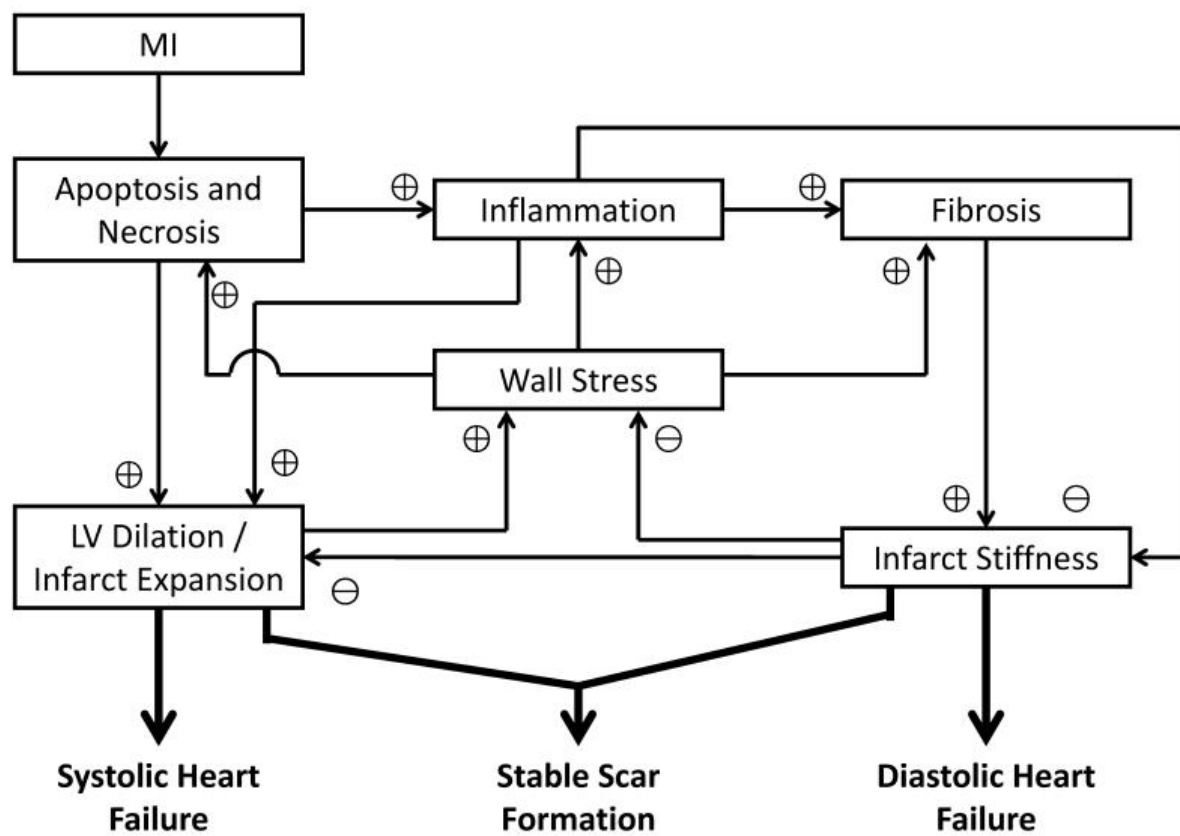 MI
Apoptosis and
Necrosis
⊕
Inflammation
⊕
Fibrosis
⊕
⊕
⊕
Wall Stress
⊕
⊕
⊕
⊖
⊕
⊖
LV Dilation /
Infarct Expansion
⊖
Infarct Stiffness
Systolic Heart
Failure
Stable Scar
Formation
Diastolic Heart
Failure